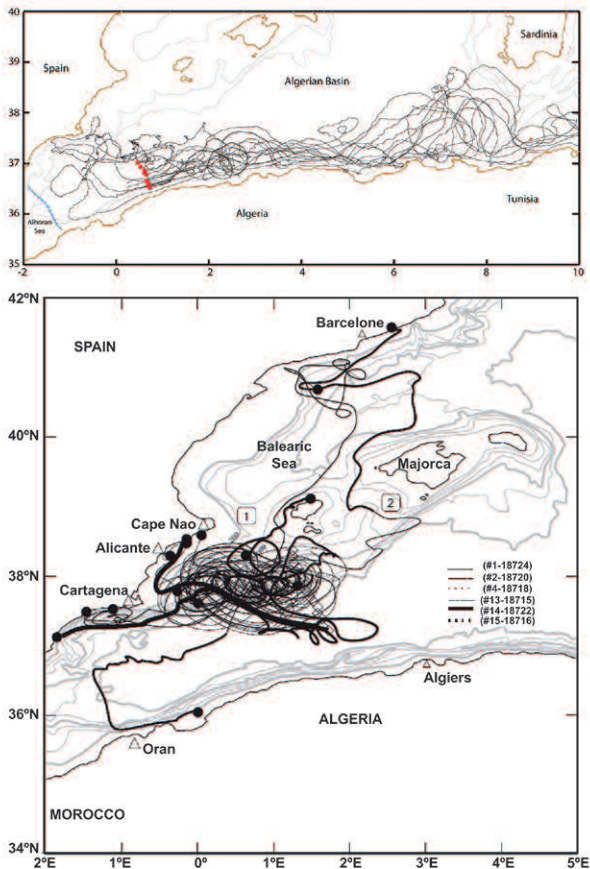 40
39
38
37
36
35
Spain
Sardinia
Algerian Basin
Alboran
Sea
Algeria
Tunisia
-2 0 2 4 6 8 10
42°N
40°N
38°N
36°N
34°N
SPAIN
Barcelone
Balearic
Sea
Majorca
1
2
Cape Nao
Alicante
Cartagena
(#1-18724)
(#2-18720)
(#4-18718)
(#13-18715)
(#14-18722)
(#15-18716)
Algiers
ALGERIA
Oran
MOROCCO
2°E 1°E 0° 1°E 2°E 3°E 4°E 5°E